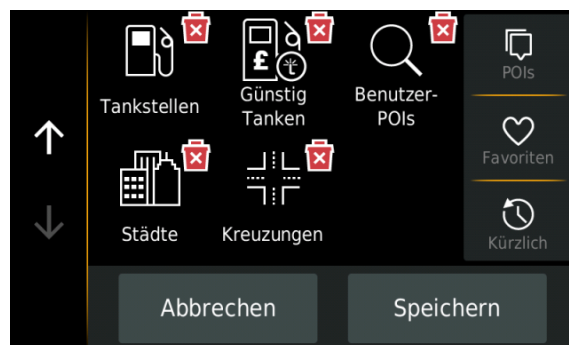 £
Tankstellen
Günstig
Tanken
Benutzer-
POIs
POIs
Favoriten
Städte
Kreuzungen
Kürzlich
Abbrechen
Speichern